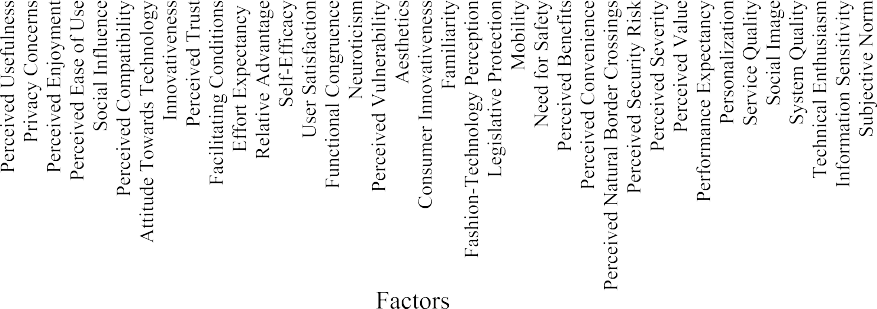 Perceived Usefulness
Privacy Concerns
Perceived Enjoyment
Perceived Ease of Use
Social Influence
Perceived Compatibility
Attitude Towards Technology
Innovativeness
Perceived Trust
Facilitating Conditions
Effort Expectancy
Relative Advantage
Self-Efficacy
User Satisfaction
Functional Congruence
Neuroticism
Perceived Vulnerability
Aesthetics
Consumer Innovativeness
Familiarity
Fashion-Technology Perception
Legislative Protection
Mobility
Need for Safety
Perceived Benefits
Perceived Convenience
Perceived Natural Border Crossings
Perceived Security Risk
Perceived Severity
Perceived Value
Performance Expectancy
Personalization
Service Quality
Social Image
System Quality
Technical Enthusiasm
Information Sensitivity
Subjective Norm
Factors